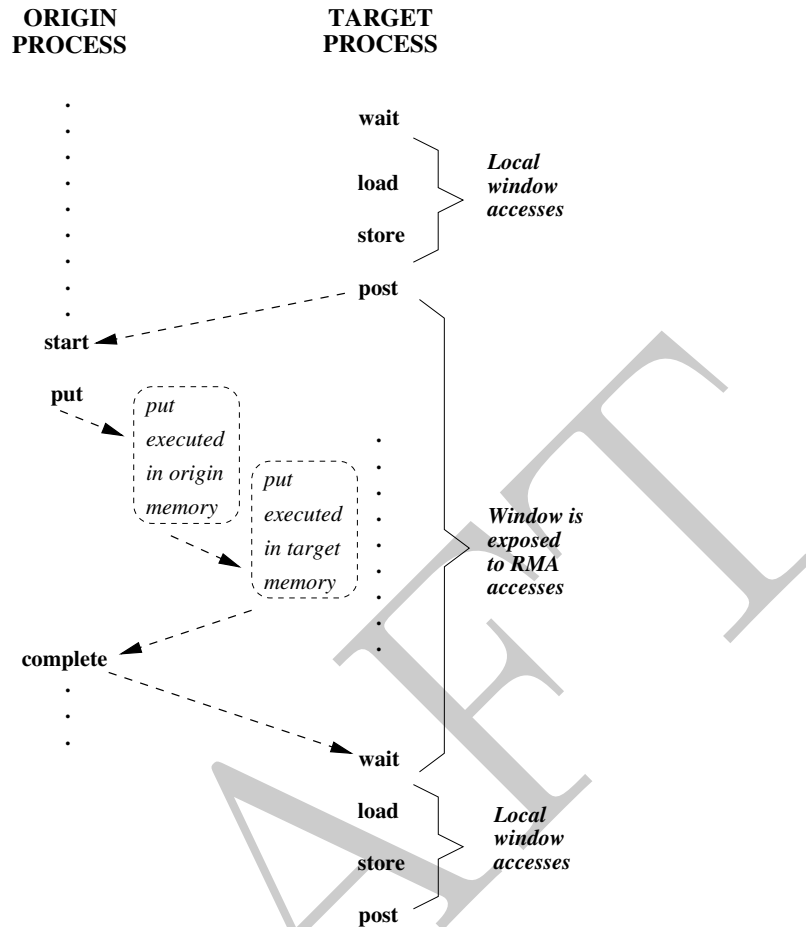 ORIGIN
PROCESS
TARGET
PROCESS
wait
load
store
Local
window
accesses
post
start
put
put
executed
in origin
memory
put
executed
in target
memory
Window is
exposed
to RMA
accesses
complete
wait
load
store
Local
window
accesses
post
AFT